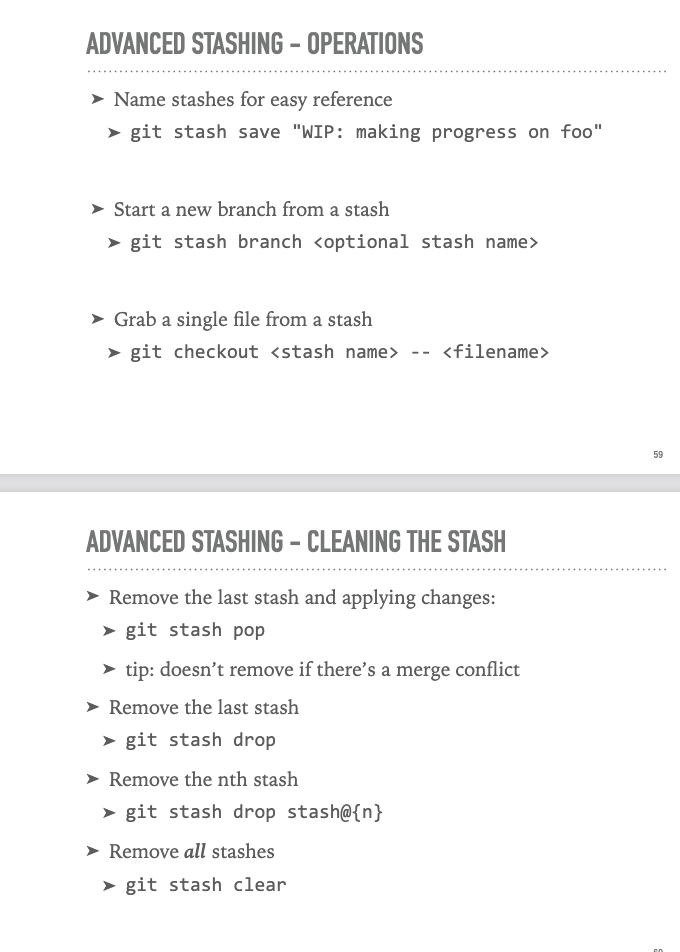 ADVANCED STASHING – OPERATIONS
➤ Name stashes for easy reference
➤ git stash save "WIP: making progress on foo"
➤ Start a new branch from a stash
➤ git stash branch <optional stash name>
➤ Grab a single file from a stash
➤ git checkout <stash name> -- <filename>
59
ADVANCED STASHING – CLEANING THE STASH
➤ Remove the last stash and applying changes:
➤ git stash pop
➤ tip: doesn’t remove if there’s a merge conflict
➤ Remove the last stash
➤ git stash drop
➤ Remove the nth stash
➤ git stash drop stash@{n}
➤ Remove all stashes
➤ git stash clear